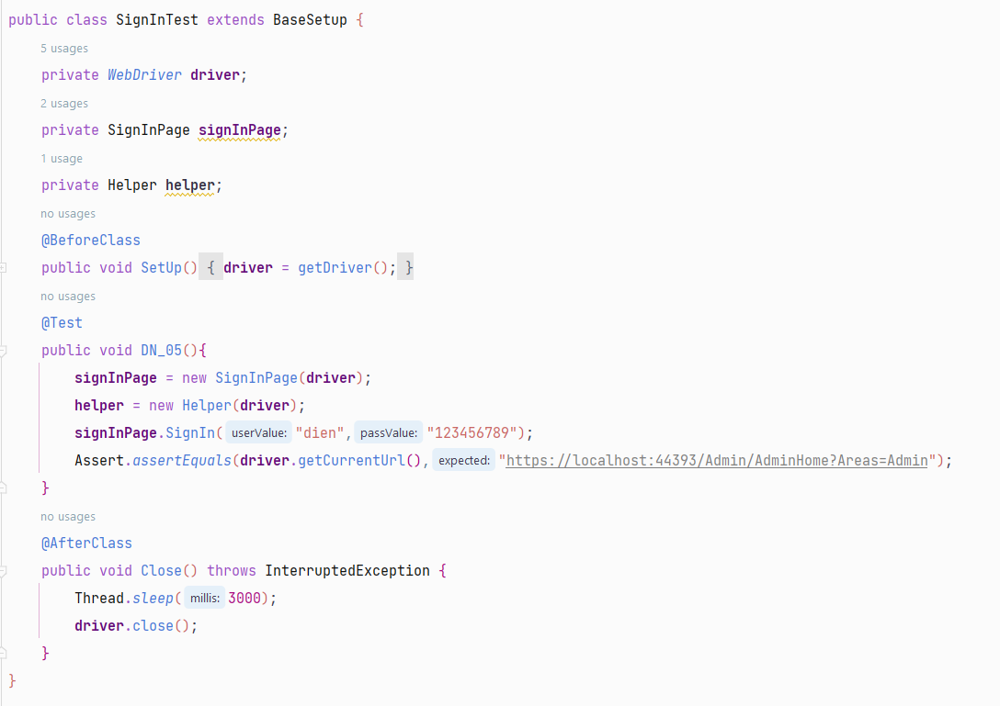 public class SignInTest extends BaseSetup {
5 usages
private WebDriver driver;
2 usages
private SignInPage signInPage;
1 usage
private Helper helper;
no usages
@BeforeClass
public void SetUp() { driver = getDriver(); }
no usages
@Test
public void DN_05(){
signInPage = new SignInPage(driver);
helper = new Helper(driver);
signInPage.SignIn( userValue: "dien", passValue: "123456789");
Assert.assertEquals(driver.getCurrentUrl(), expected: "https://localhost:44393/Admin/AdminHome?Areas=Admin");
}
no usages
@AfterClass
public void Close() throws InterruptedException {
Thread.sleep( millis: 3000);
driver.close();
}
}